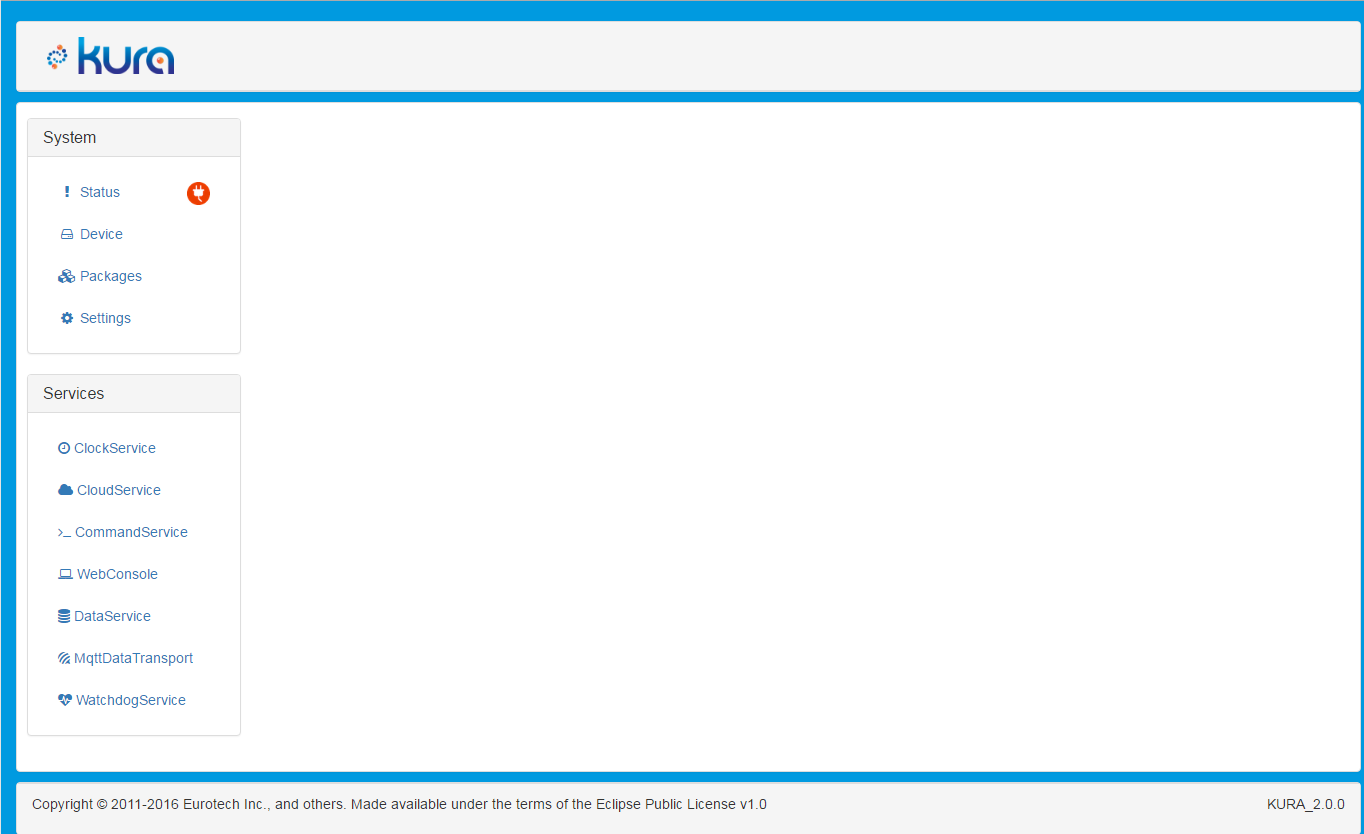 kura
System
Status
Device
Packages
Settings
Services
ClockService
CloudService
CommandService
WebConsole
DataService
MqttDataTransport
WatchdogService
Copyright © 2011-2016 Eurotech Inc., and others. Made available under the terms of the Eclipse Public License v1.0
KURA_2.0.0